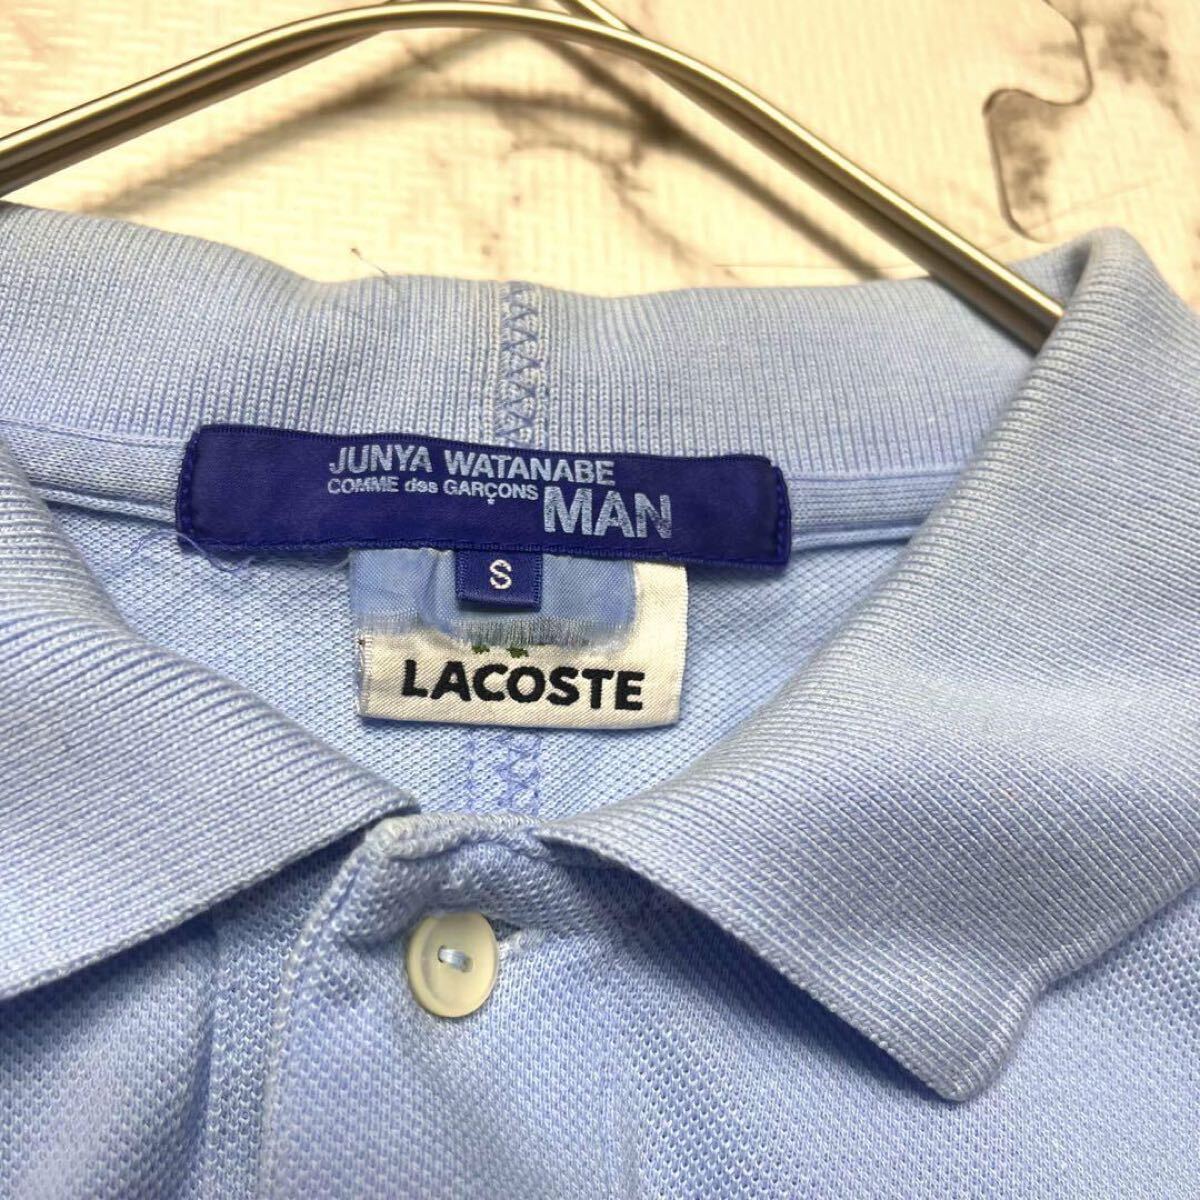 JUNYA WATANABE
COMME des GARÇONS MAN
S
LACOSTE